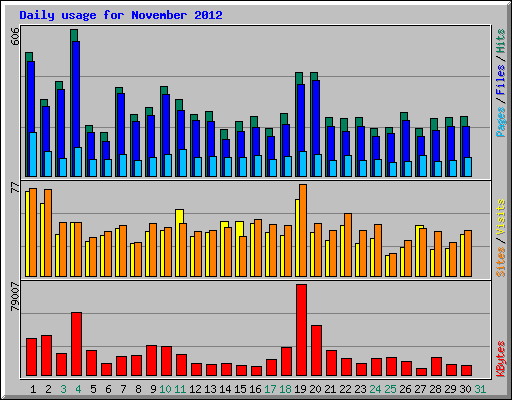 Daily usage for November 2012
606
Pages/Files/Hits
77
Sites/Visits
79007
KBytes
1 2 3 4 5 6 7 8 9 10 11 12 13 14 15 16 17 18 19 20 21 22 23 24 25 26 27 28 29 30 31